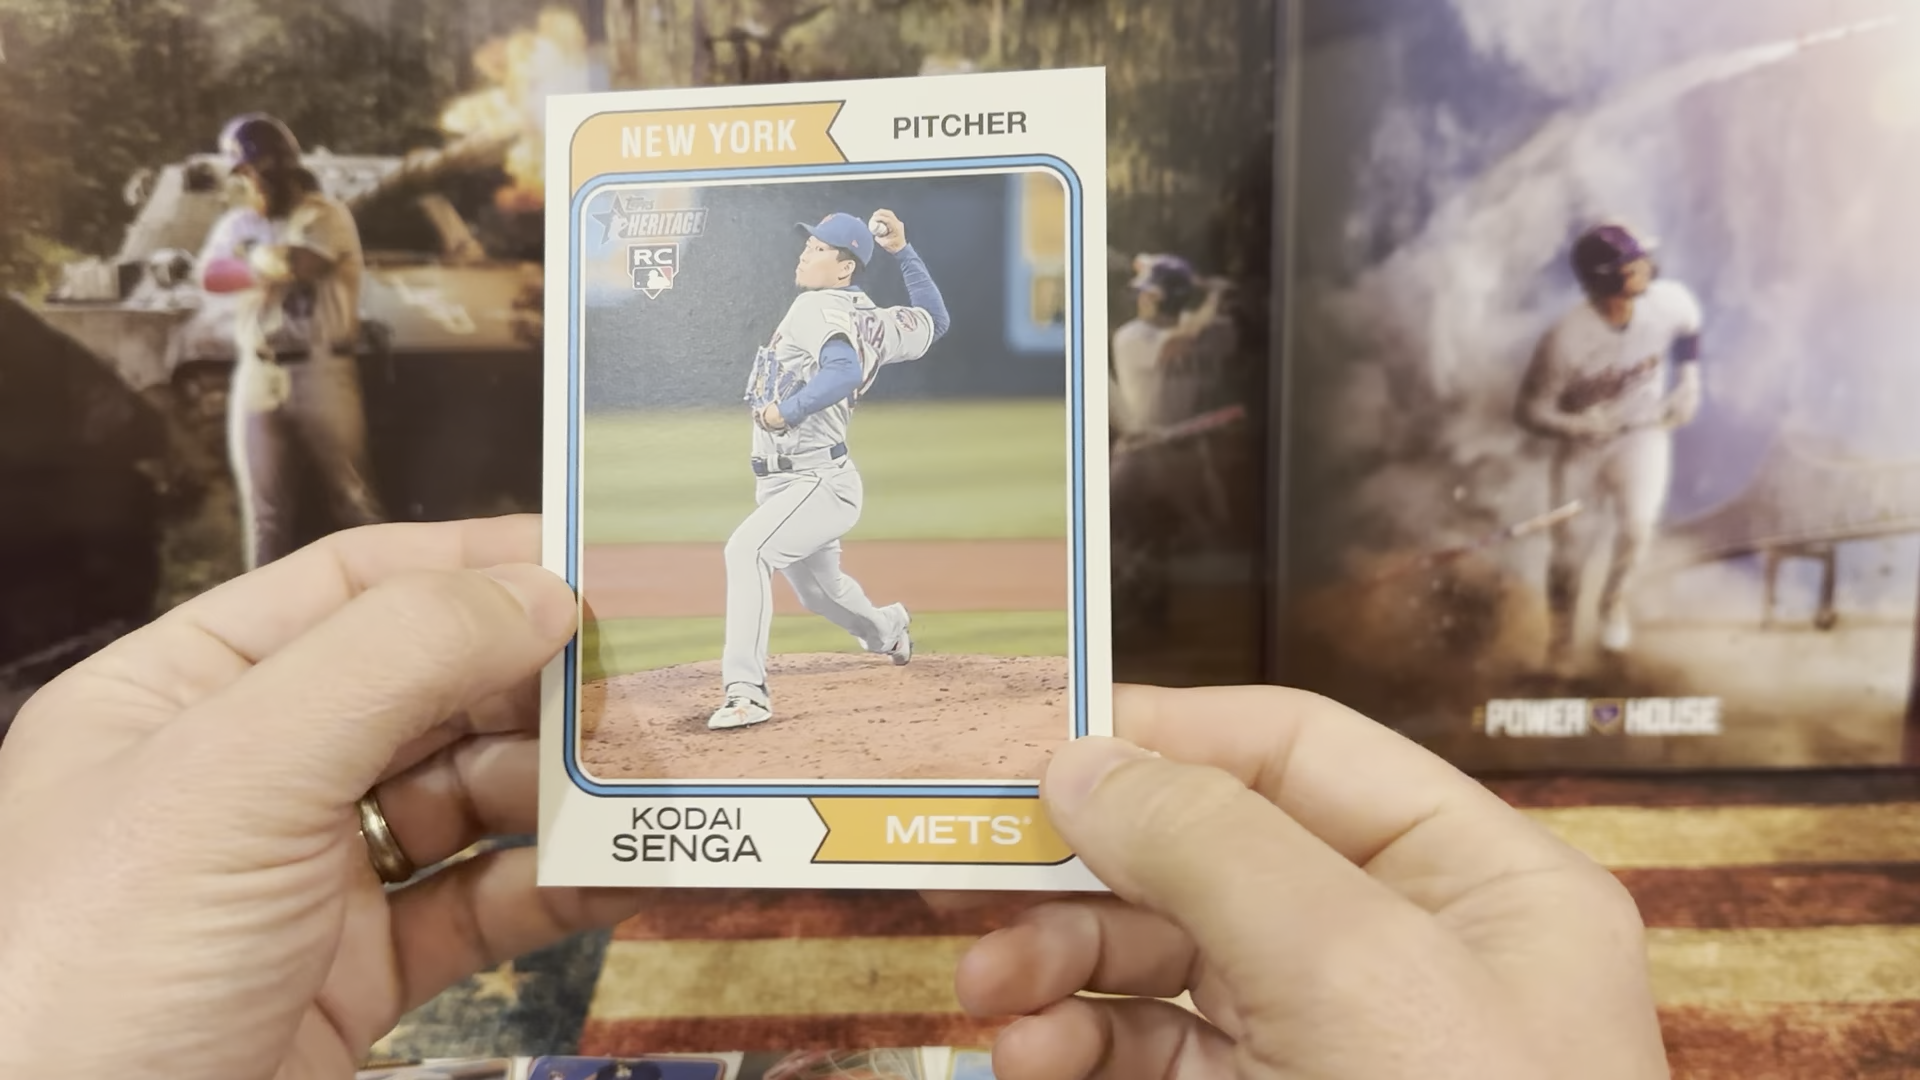 NEW YORK
PITCHER
Topps
HERITAGE
RC
KODAI
SENGA
METS
POWER HOUSE